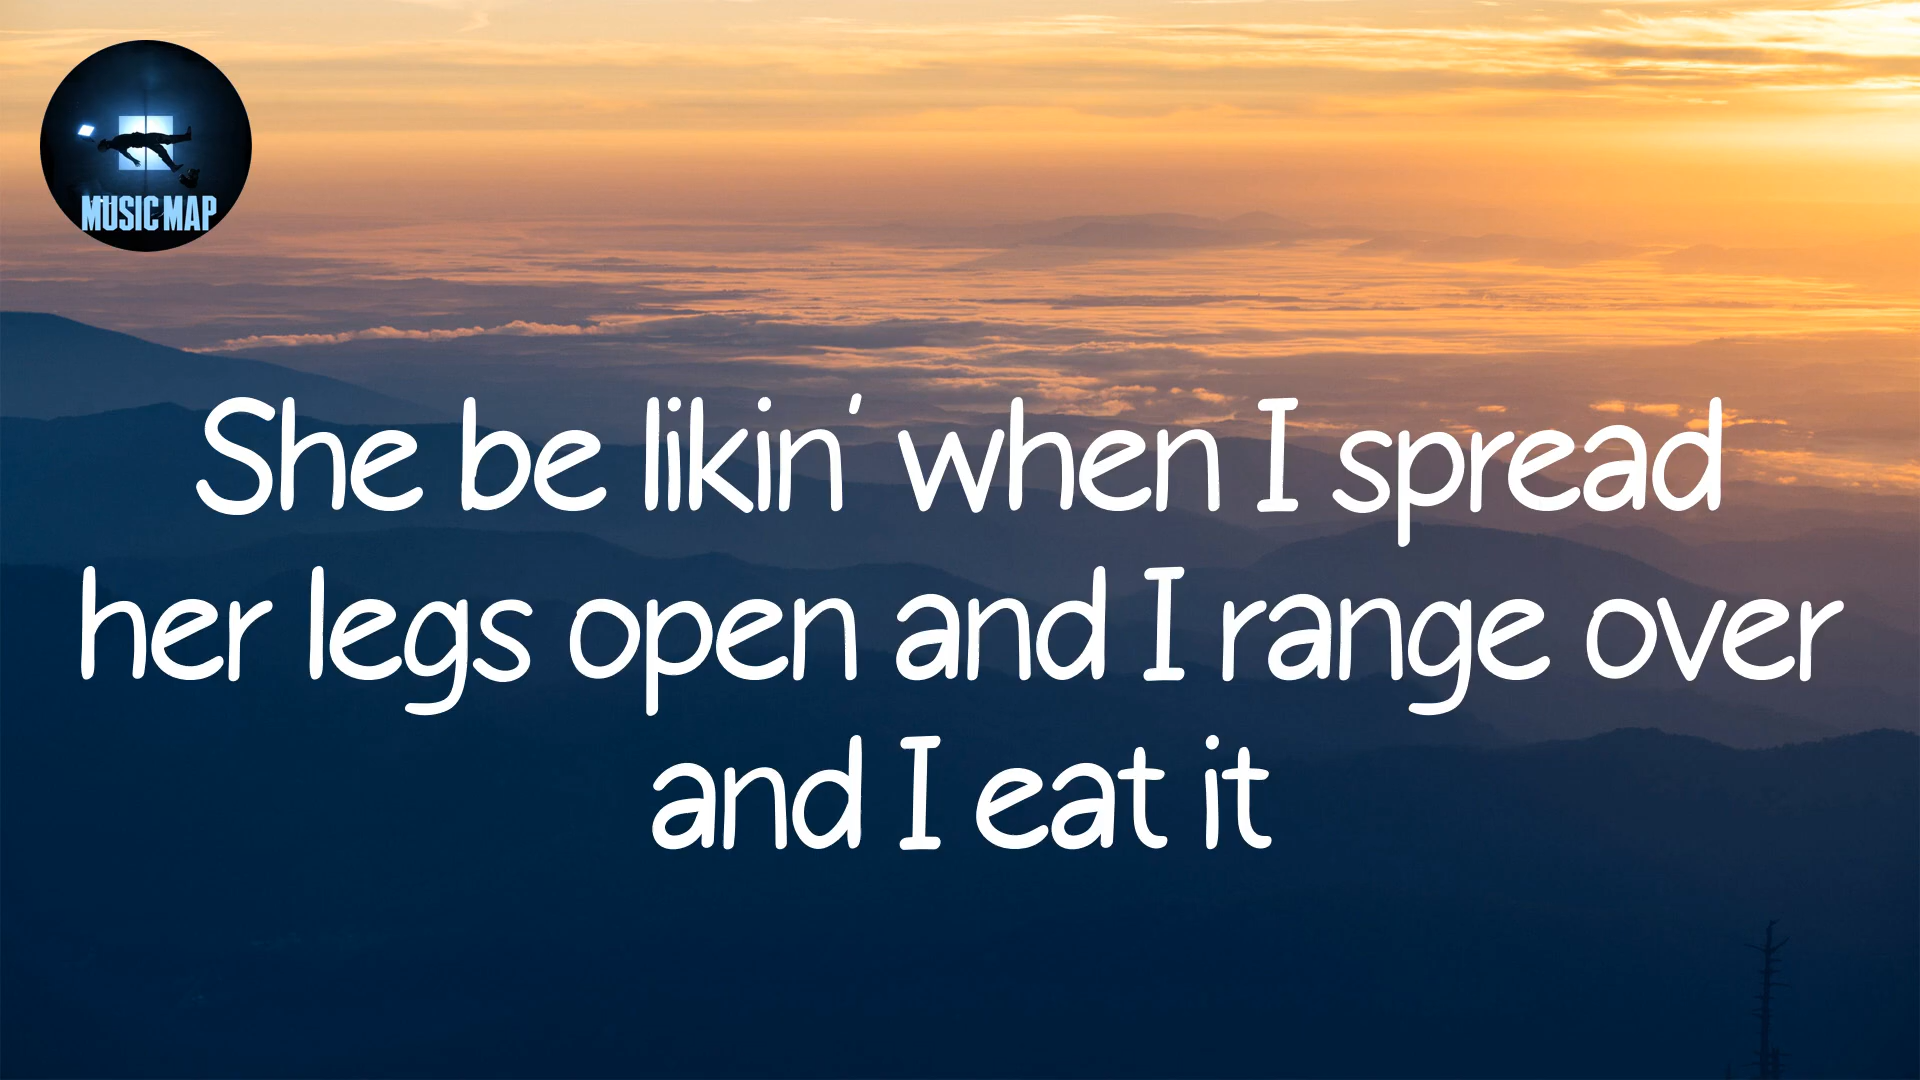 MUSIC MAP
She be likin' when I spread
her legs open and I range over
and I eat it